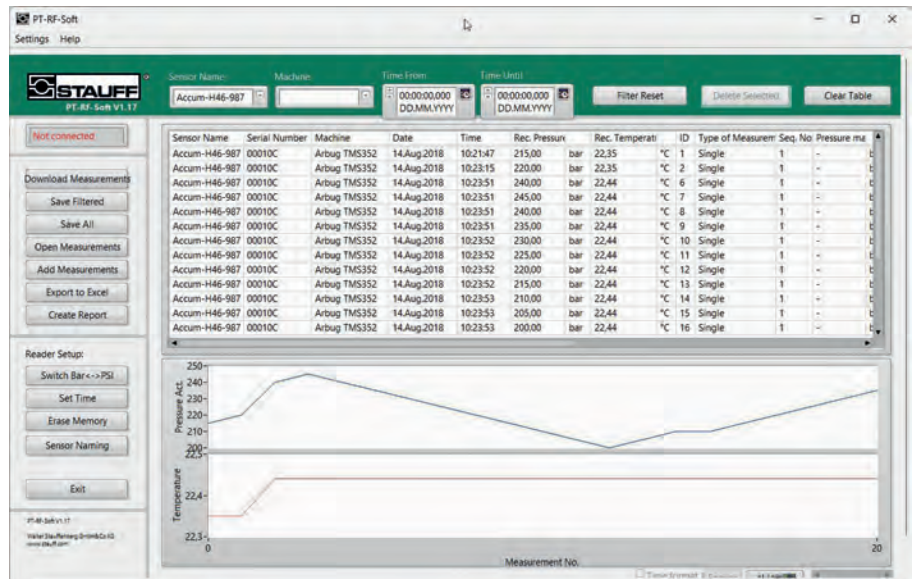 PT-RF-Soft
Settings Help
STAUFF
PT-RF-Soft V1.17
Sensor Name: Machine: Time From: Time Until:
Accum-H46-987 00:00:00,000 DD.MM.YYYY 00:00:00,000 DD.MM.YYYY Filter Reset Delete Selected Clear Table
Not connected
Download Measurements
Save Filtered
Save All
Open Measurements
Add Measurements
Export to Excel
Create Report
Reader Setup:
Switch Bar<->PSI
Set Time
Erase Memory
Sensor Naming
Exit
PT-RF-Soft V1.17
www.stauff.com
Sensor Name Serial Number Machine Date Time Rec. Pressure Rec. Temperati ID Type of Measurem Seq. No Pressure ma
Accum-H46-987 00010C Arbug TMS352 14.Aug.2018 10:21:47 215,00 bar 22,35 °C 1 Single 1 - b
Accum-H46-987 00010C Arbug TMS352 14.Aug.2018 10:23:15 220,00 bar 22,35 °C 2 Single 1 - b
Accum-H46-987 00010C Arbug TMS352 14.Aug.2018 10:23:51 240,00 bar 22,44 °C 6 Single 1 - b
Accum-H46-987 00010C Arbug TMS352 14.Aug.2018 10:23:51 245,00 bar 22,44 °C 7 Single 1 - b
Accum-H46-987 00010C Arbug TMS352 14.Aug.2018 10:23:51 240,00 bar 22,44 °C 8 Single 1 - b
Accum-H46-987 00010C Arbug TMS352 14.Aug.2018 10:23:51 235,00 bar 22,44 °C 9 Single 1 - b
Accum-H46-987 00010C Arbug TMS352 14.Aug.2018 10:23:52 230,00 bar 22,44 °C 10 Single 1 - b
Accum-H46-987 00010C Arbug TMS352 14.Aug.2018 10:23:52 225,00 bar 22,44 °C 11 Single 1 - b
Accum-H46-987 00010C Arbug TMS352 14.Aug.2018 10:23:52 220,00 bar 22,44 °C 12 Single 1 - b
Accum-H46-987 00010C Arbug TMS352 14.Aug.2018 10:23:52 215,00 bar 22,44 °C 13 Single 1 - b
Accum-H46-987 00010C Arbug TMS352 14.Aug.2018 10:23:53 210,00 bar 22,44 °C 14 Single 1 - b
Accum-H46-987 00010C Arbug TMS352 14.Aug.2018 10:23:53 205,00 bar 22,44 °C 15 Single 1 - b
Accum-H46-987 00010C Arbug TMS352 14.Aug.2018 10:23:53 200,00 bar 22,44 °C 16 Single 1 - b
Pressure Act.
250
240
230
220
210
200
Temperature
22,5
22,4
22,3
0 20
Measurement No.